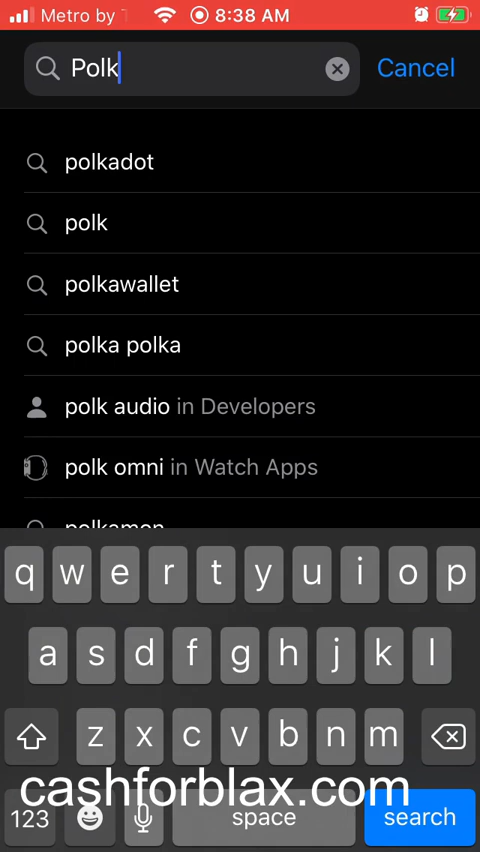 Metro by T 8:38 AM
Polk Cancel
polkadot
polk
polkawallet
polka polka
polk audio in Developers
polk omni in Watch Apps
polkamon
q w e r t y u i o p
a s d f g h j k l
z x c v b n m
cashforblax.com
123 space search